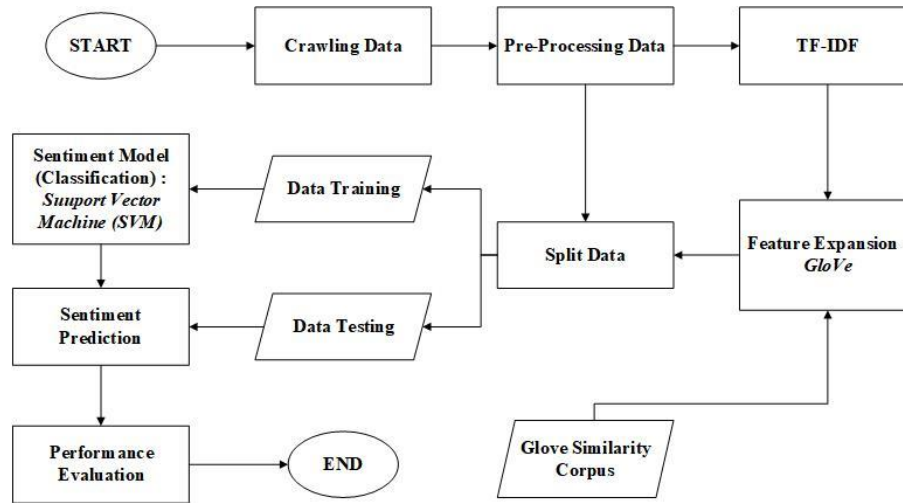 START
Crawling Data
Pre-Processing Data
TF-IDF
Sentiment Model
(Classification) :
Suuport Vector
Machine (SVM)
Data Training
Split Data
Feature Expansion
GloVe
Sentiment
Prediction
Data Testing
Performance
Evaluation
END
Glove Similarity
Corpus